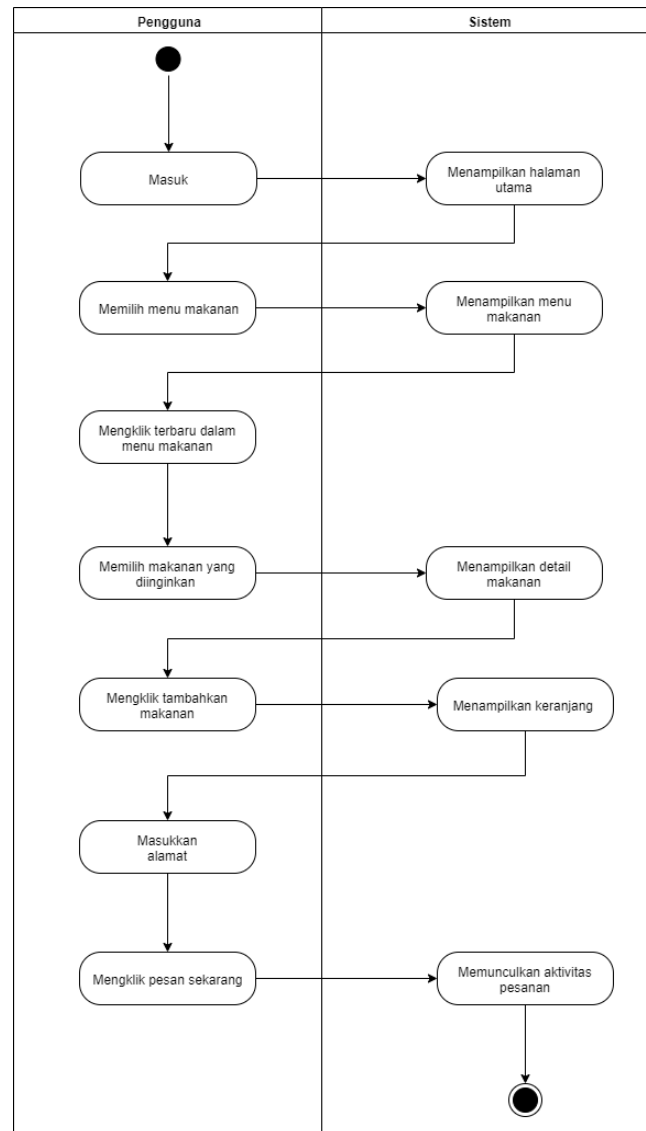 Pengguna
Sistem
Masuk
Menampilkan halaman
utama
Memilih menu makanan
Menampilkan menu
makanan
Mengklik terbaru dalam
menu makanan
Memilih makanan yang
diinginkan
Menampilkan detail
makanan
Mengklik tambahkan
makanan
Menampilkan keranjang
Masukkan
alamat
Mengklik pesan sekarang
Memunculkan aktivitas
pesanan